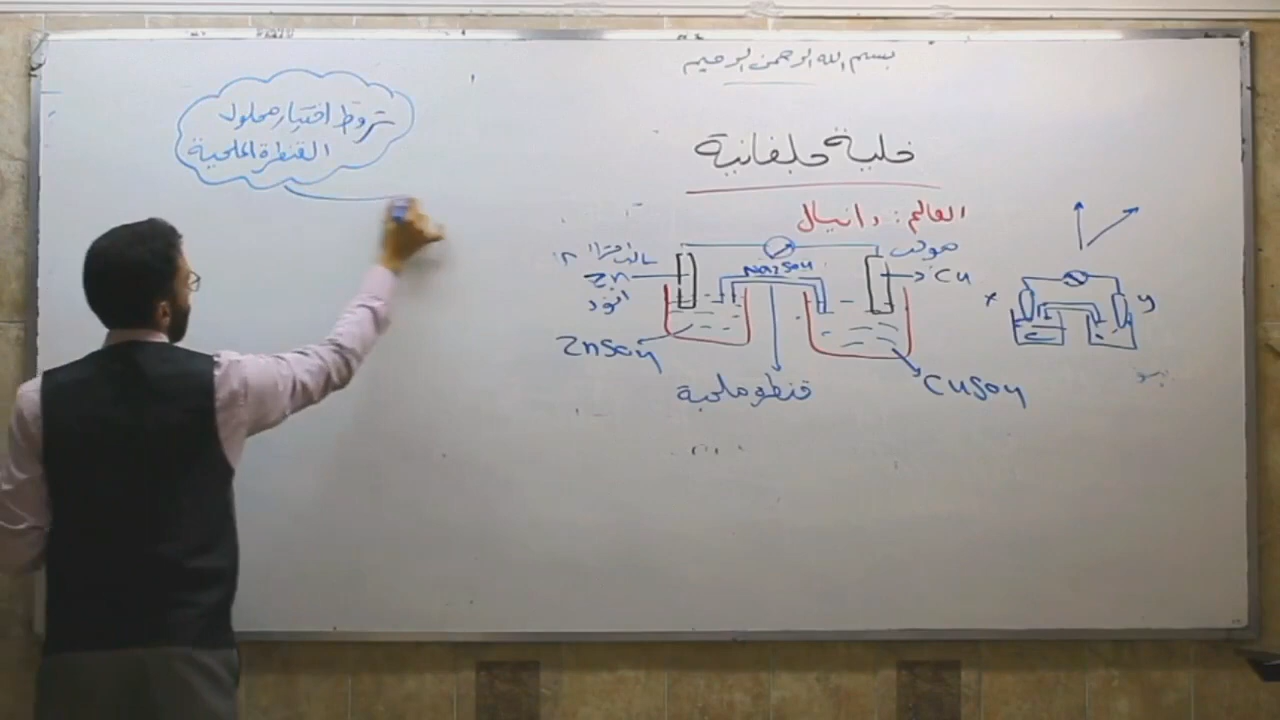 بسم الله الرحمن الرحيم
شروط اختيار محلول
القنطرة الملحية
خلية جلفانية
العالم: دانيال
موجب
سالب
Na2SO4
Zn
Cu
انود
x
y
ZnSO4
CuSO4
قنطرة ملحية